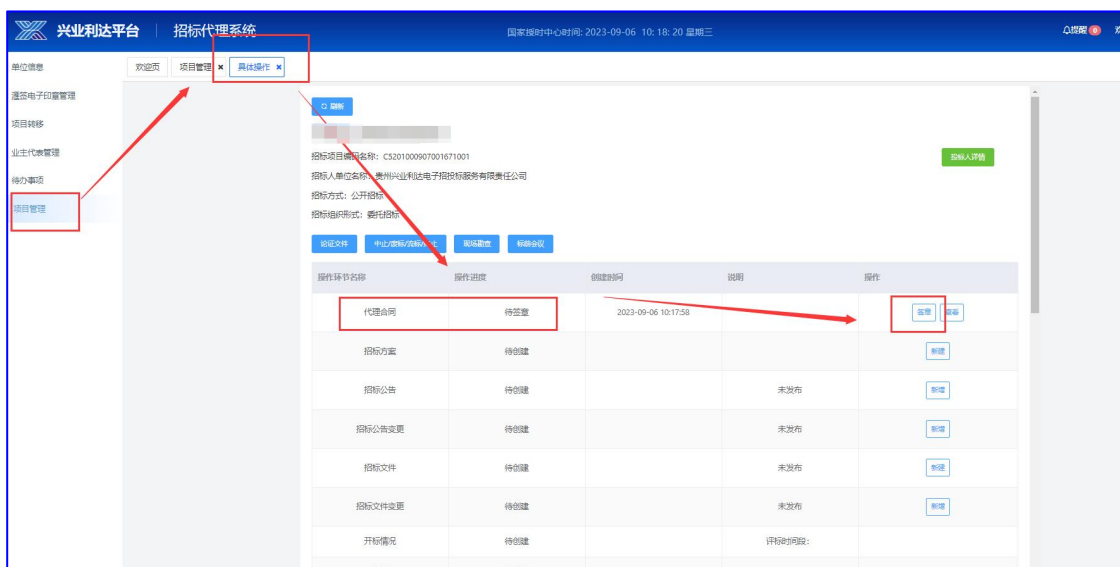 兴业利达平台 招标代理系统 国家授时中心时间: 2023-09-06 10:18:20 星期三 提醒 0
单位信息 欢迎页 项目管理 × 具体操作 ×
遥签电子印章管理
项目转移
业主代表管理
待办事项
项目管理
刷新
招标项目编码名称: C5201000907001671001
投标人详情
招标人单位名称: 贵州兴业利达电子招投标服务有限责任公司
招标方式: 公开招标
招标组织形式: 委托招标
论证文件 中止/废标/流标/ 现场勘查 标前会议
操作环节名称 操作进度 创建时间 说明 操作
代理合同 待签章 2023-09-06 10:17:58 签章 查看
招标方案 待创建 新建
招标公告 待创建 未发布 新增
招标公告变更 待创建 未发布 新增
招标文件 待创建 未发布 新建
招标文件变更 待创建 未发布 新增
开标情况 待创建 评标时间段: